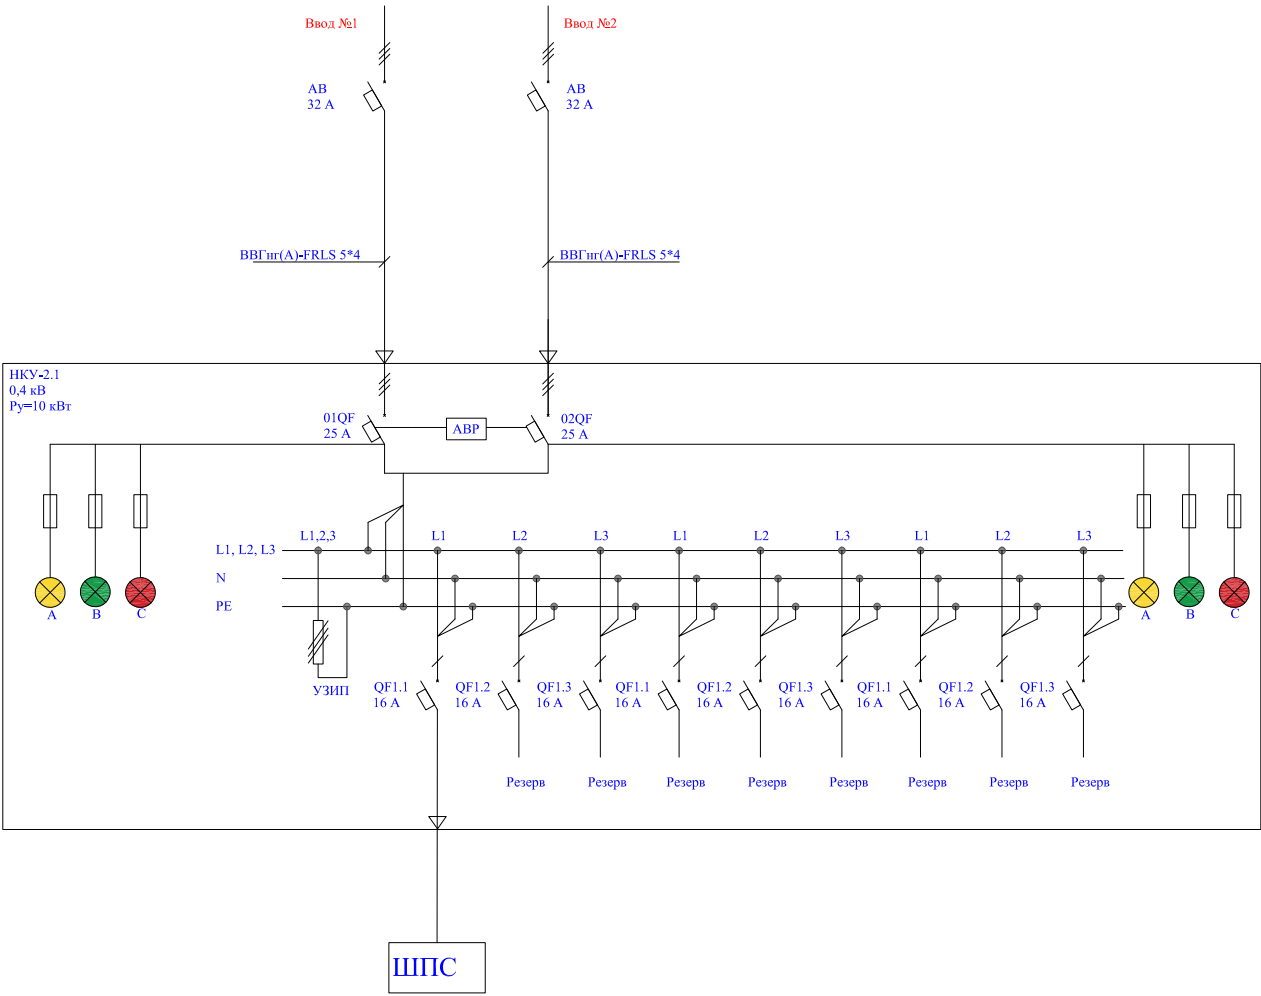 Ввод №1
Ввод №2
АВ
32 А
АВ
32 А
ВВГнг(А)-FRLS 5*4
ВВГнг(А)-FRLS 5*4
НКУ-2.1
0,4 кВ
Ру=10 кВт
01QF
25 А
АВР
02QF
25 А
L1,2,3
L1
L2
L3
L1
L2
L3
L1
L2
L3
L1, L2, L3
N
PE
А
В
С
А
В
С
УЗИП
QF1.1
16 А
QF1.2
16 А
QF1.3
16 А
QF1.1
16 А
QF1.2
16 А
QF1.3
16 А
QF1.1
16 А
QF1.2
16 А
QF1.3
16 А
Резерв
Резерв
Резерв
Резерв
Резерв
Резерв
Резерв
Резерв
ШПС